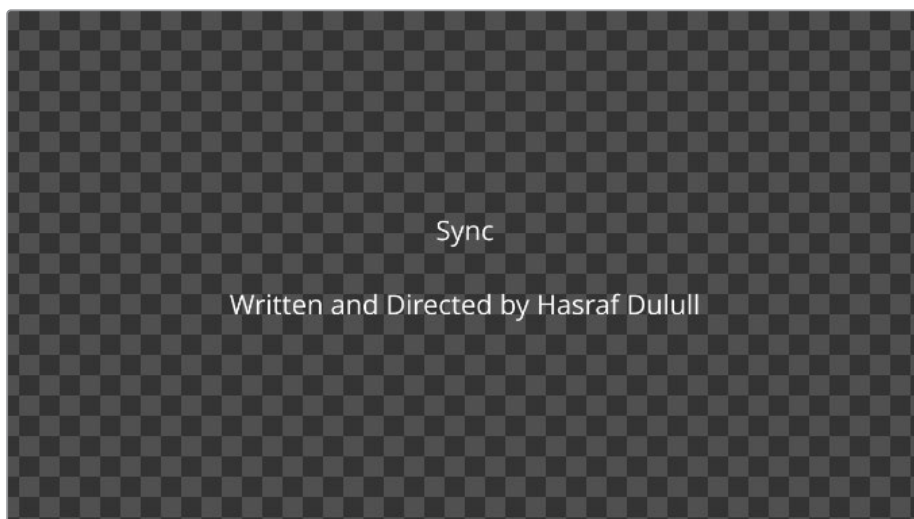 Sync
Written and Directed by Hasraf Dulull